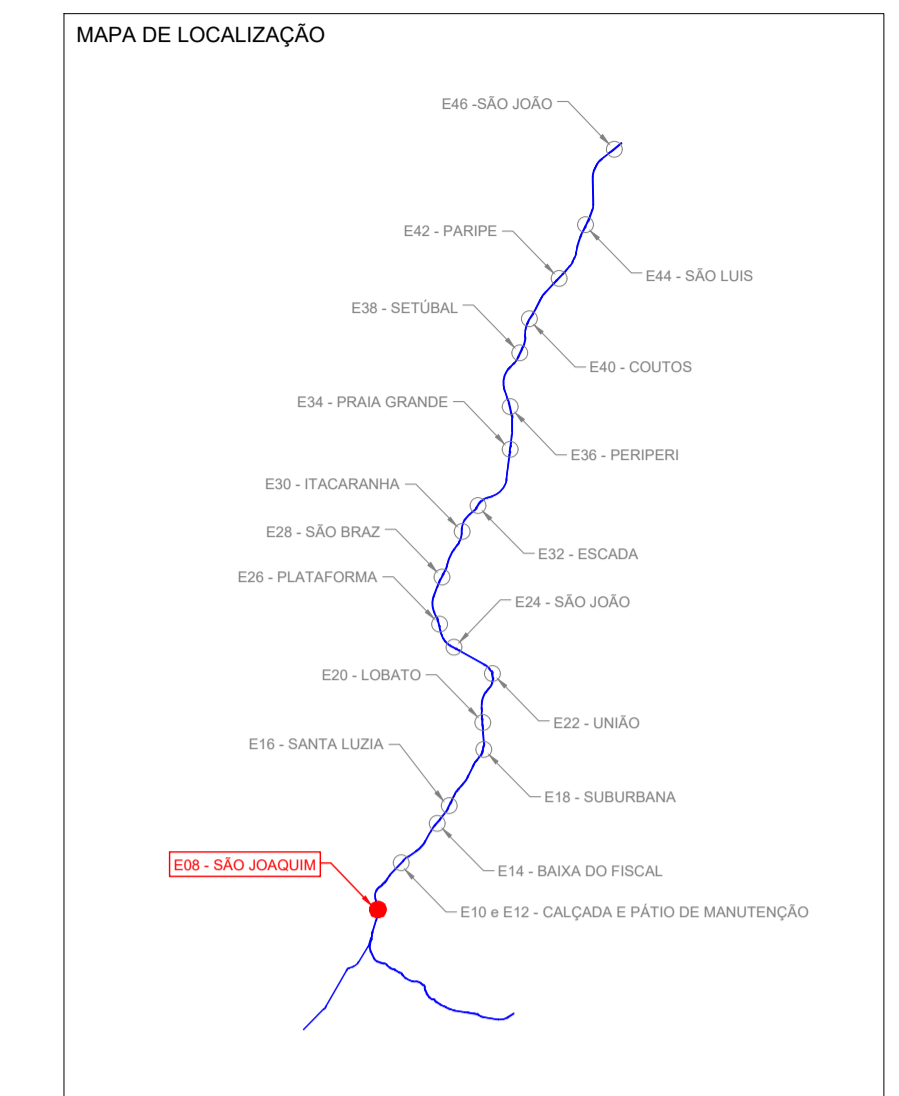 MAPA DE LOCALIZAÇÃO
E46 -SÃO JOÃO
E42 - PARIPE
E44 - SÃO LUIS
E38 - SETÚBAL
E40 - COUTOS
E34 - PRAIA GRANDE
E36 - PERIPERI
E30 - ITACARANHA
E28 - SÃO BRAZ
E32 - ESCADA
E26 - PLATAFORMA
E24 - SÃO JOÃO
E20 - LOBATO
E22 - UNIÃO
E16 - SANTA LUZIA
E18 - SUBURBANA
E08 - SÃO JOAQUIM
E14 - BAIXA DO FISCAL
E10 e E12 - CALÇADA E PÁTIO DE MANUTENÇÃO